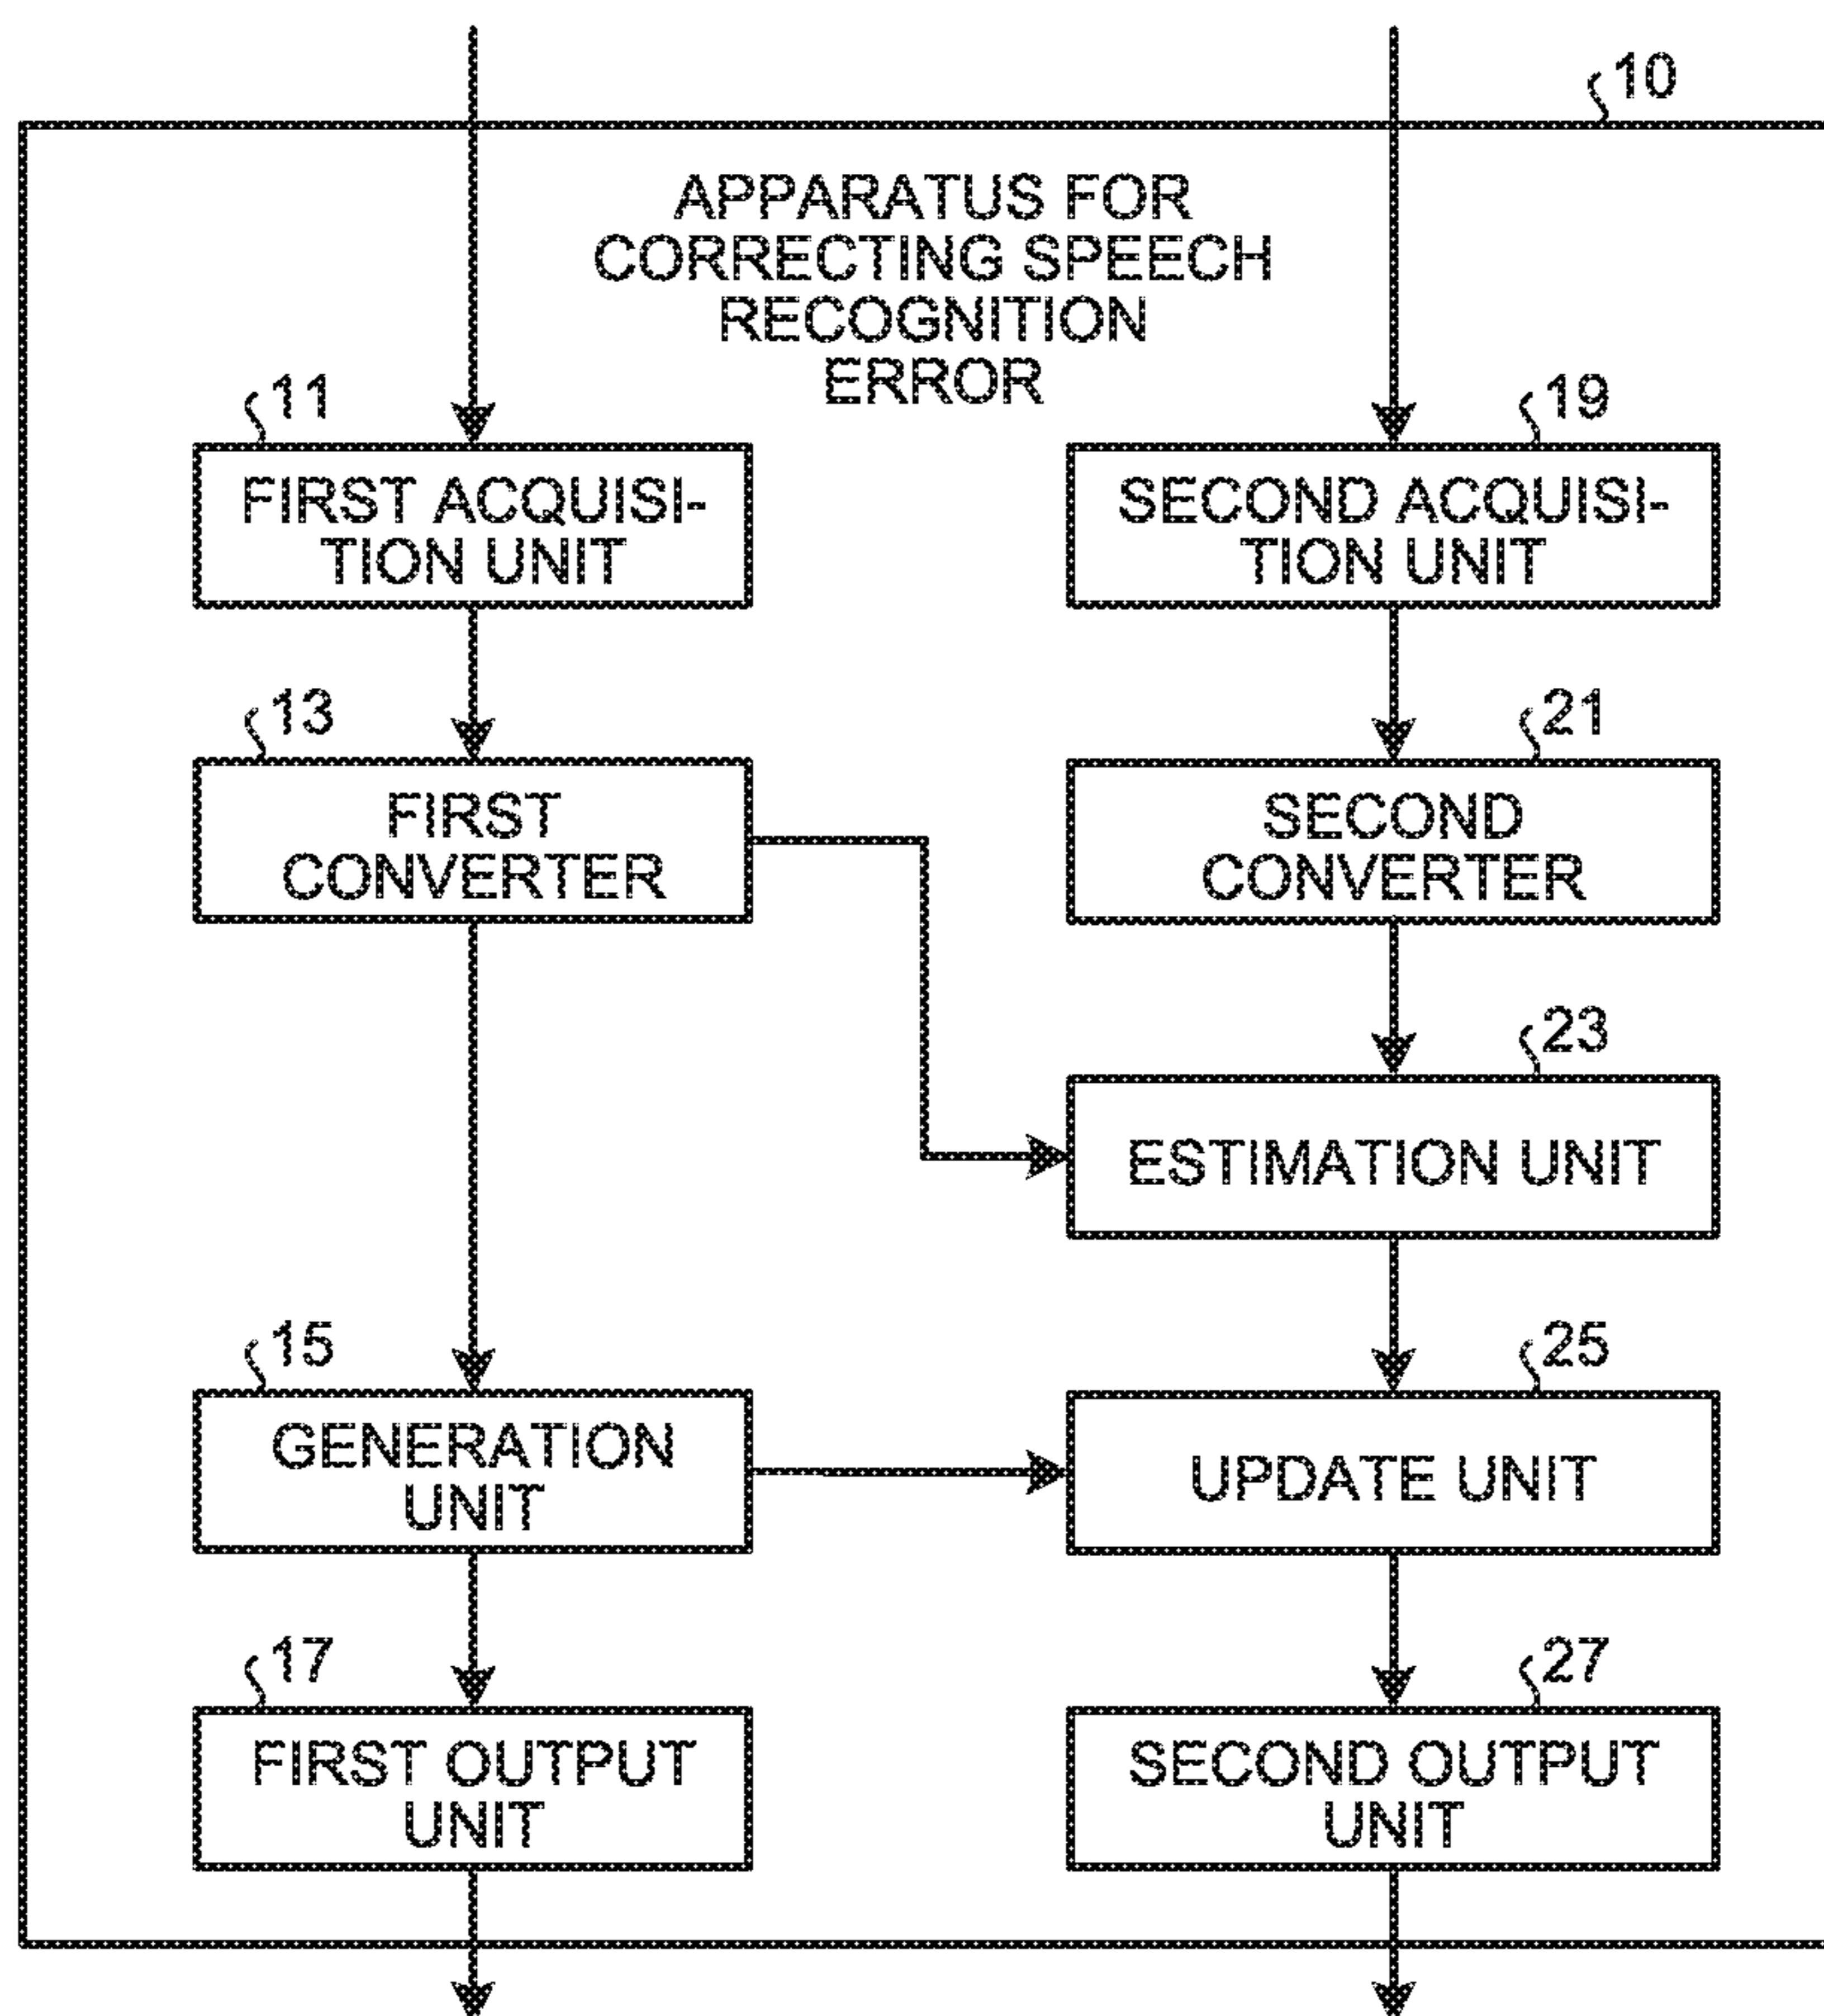 10
APPARATUS FOR
CORRECTING SPEECH
RECOGNITION
ERROR
11
FIRST ACQUISI-
TION UNIT
19
SECOND ACQUISI-
TION UNIT
13
FIRST
CONVERTER
21
SECOND
CONVERTER
23
ESTIMATION UNIT
15
GENERATION
UNIT
25
UPDATE UNIT
17
FIRST OUTPUT
UNIT
27
SECOND OUTPUT
UNIT